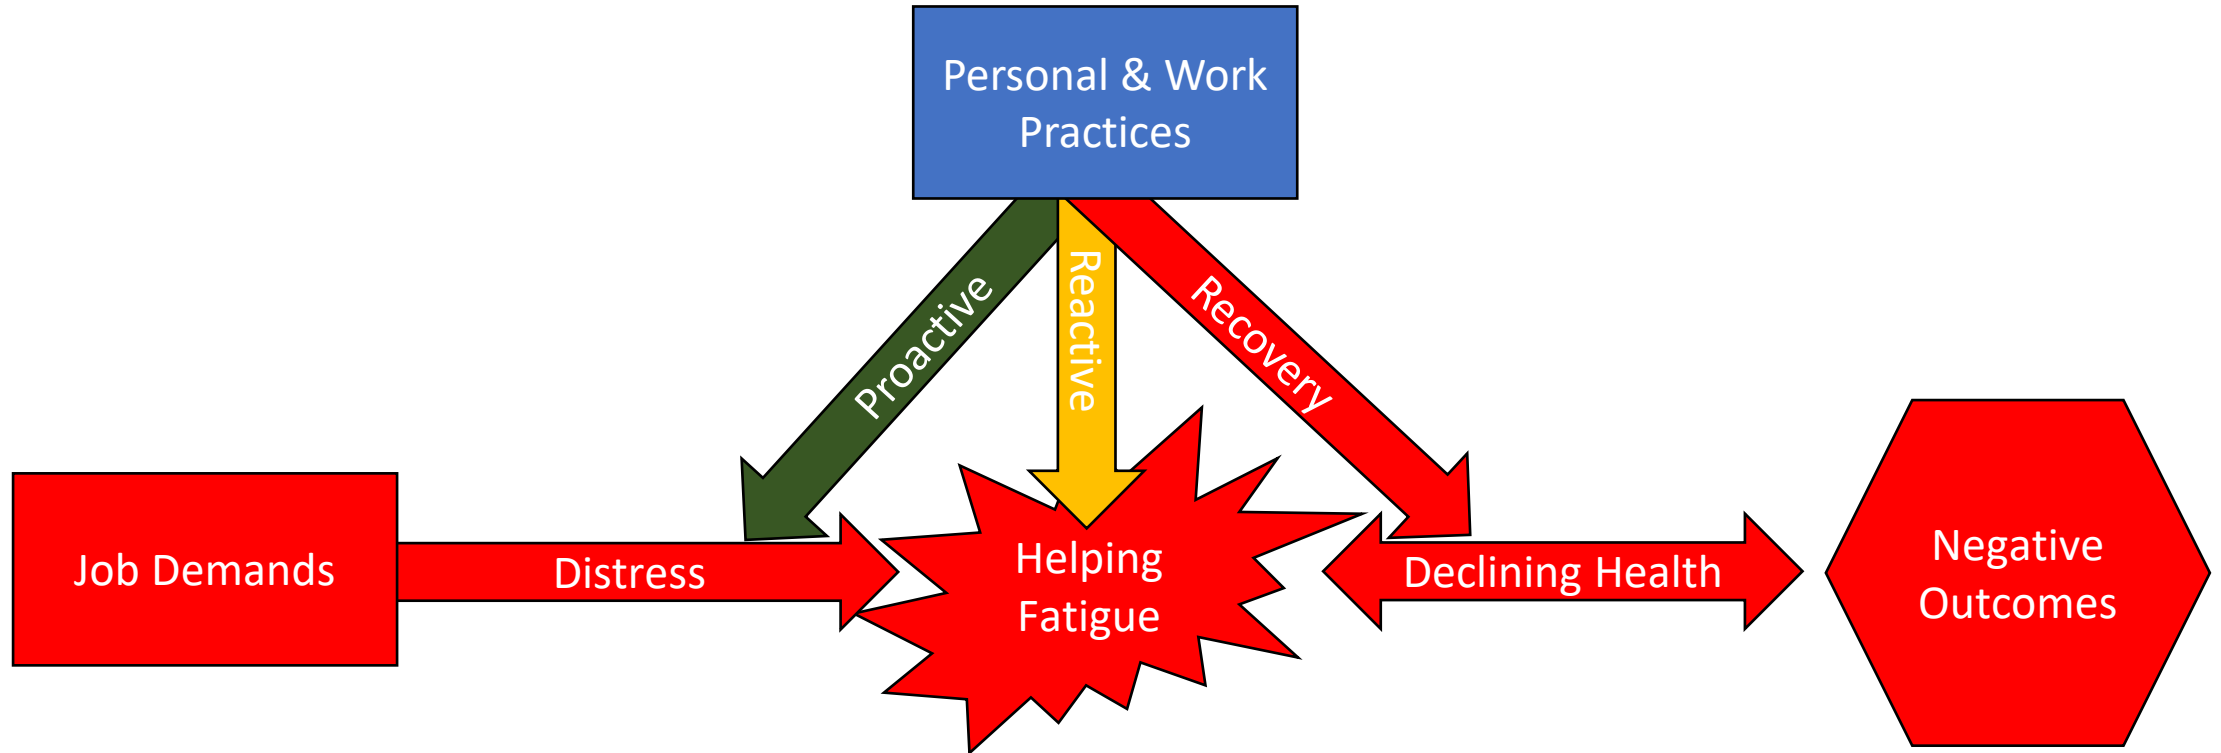 Personal & Work
Practices
Proactive
Reactive
Recovery
Job Demands
Distress
Helping
Fatigue
Declining Health
Negative
Outcomes